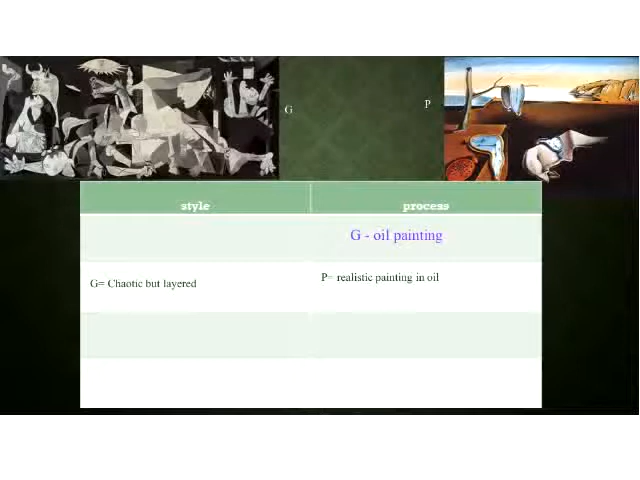 G
P
style
process
G - oil painting
G= Chaotic but layered
P= realistic painting in oil